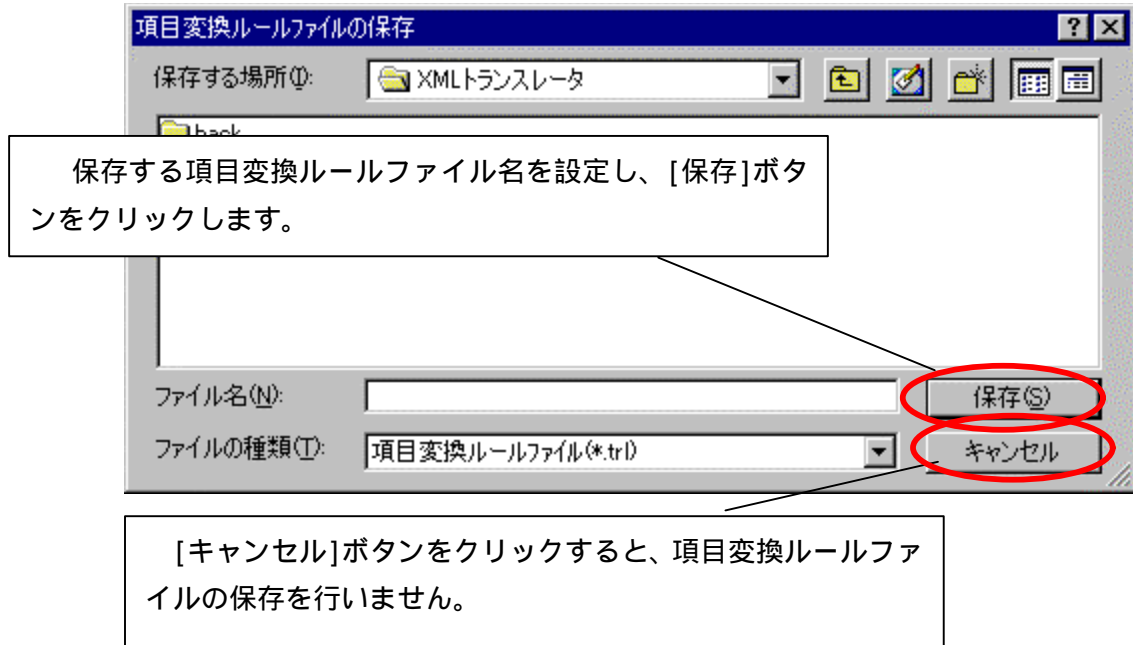 項目変換ルールファイルの保存
保存する場所(I):
XMLトランスレータ
back
保存する項目変換ルールファイル名を設定し、[保存]ボタ
ンをクリックします。
ファイル名(N):
保存(S)
ファイルの種類(T):
項目変換ルールファイル(*.trl)
キャンセル
[キャンセル]ボタンをクリックすると、項目変換ルールファ
イルの保存を行いません。